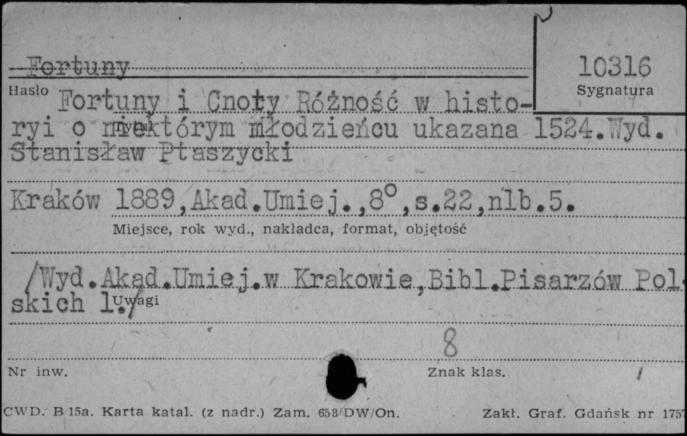 Fortuny
10316
Hasło
Sygnatura
Fortuny i Cnoty Różność w histo-
ryi o niektórym młodzieńcu ukazana 1524.Wyd.
Stanisław Ptaszycki
Kraków 1889,Akad.Umiej.,8°,s.22,nlb.5.
Miejsce, rok wyd., nakładca, format, objętość
/Wyd.Akad.Umiej.w Krakowie,Bibl.Pisarzów Pol-
skich 1./
Uwagi
8
Nr inw.
Znak klas.
CWD. B 15a. Karta katal. (z nadr.) Zam. 653/DW/On.
Zakł. Graf. Gdańsk nr 1757